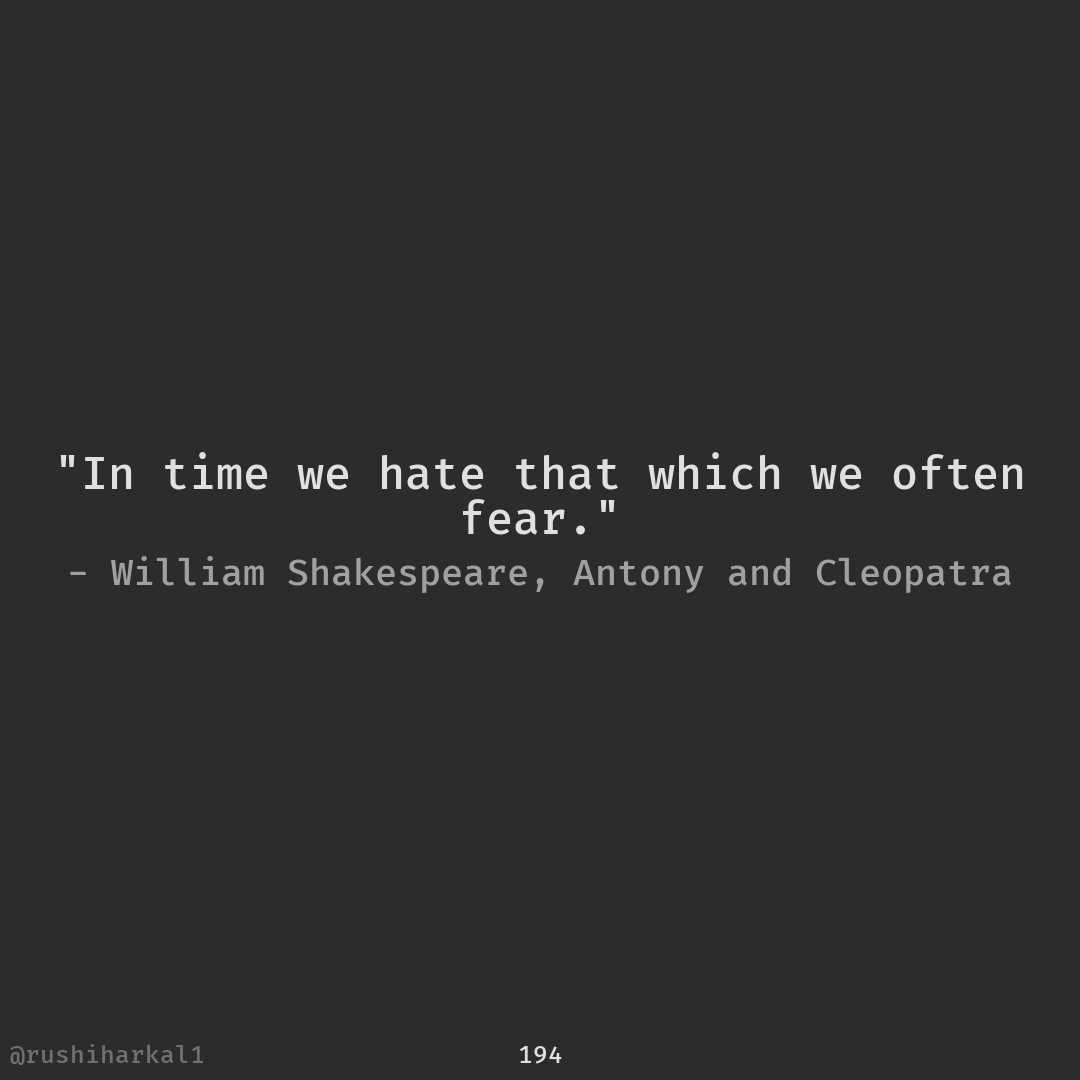 "In time we hate that which we often
fear."
- William Shakespeare, Antony and Cleopatra
@rushiharkal1
194